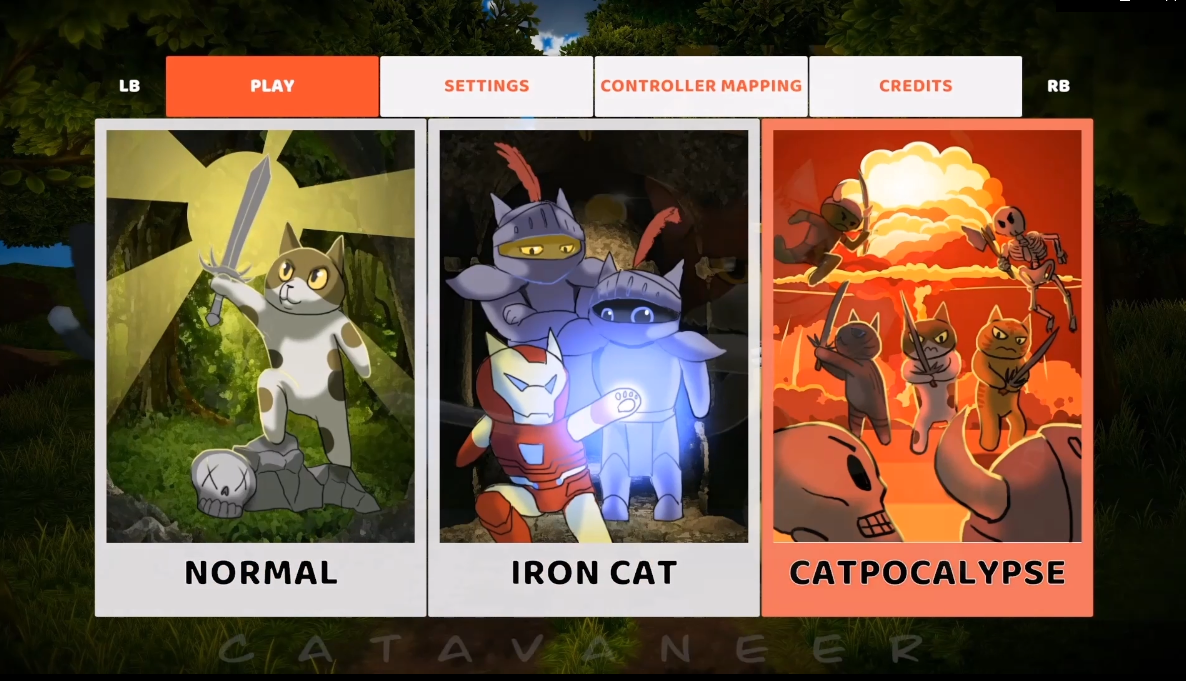 LB PLAY SETTINGS CONTROLLER MAPPING CREDITS RB
NORMAL IRON CAT CATPOCALYPSE
CATAVANEER